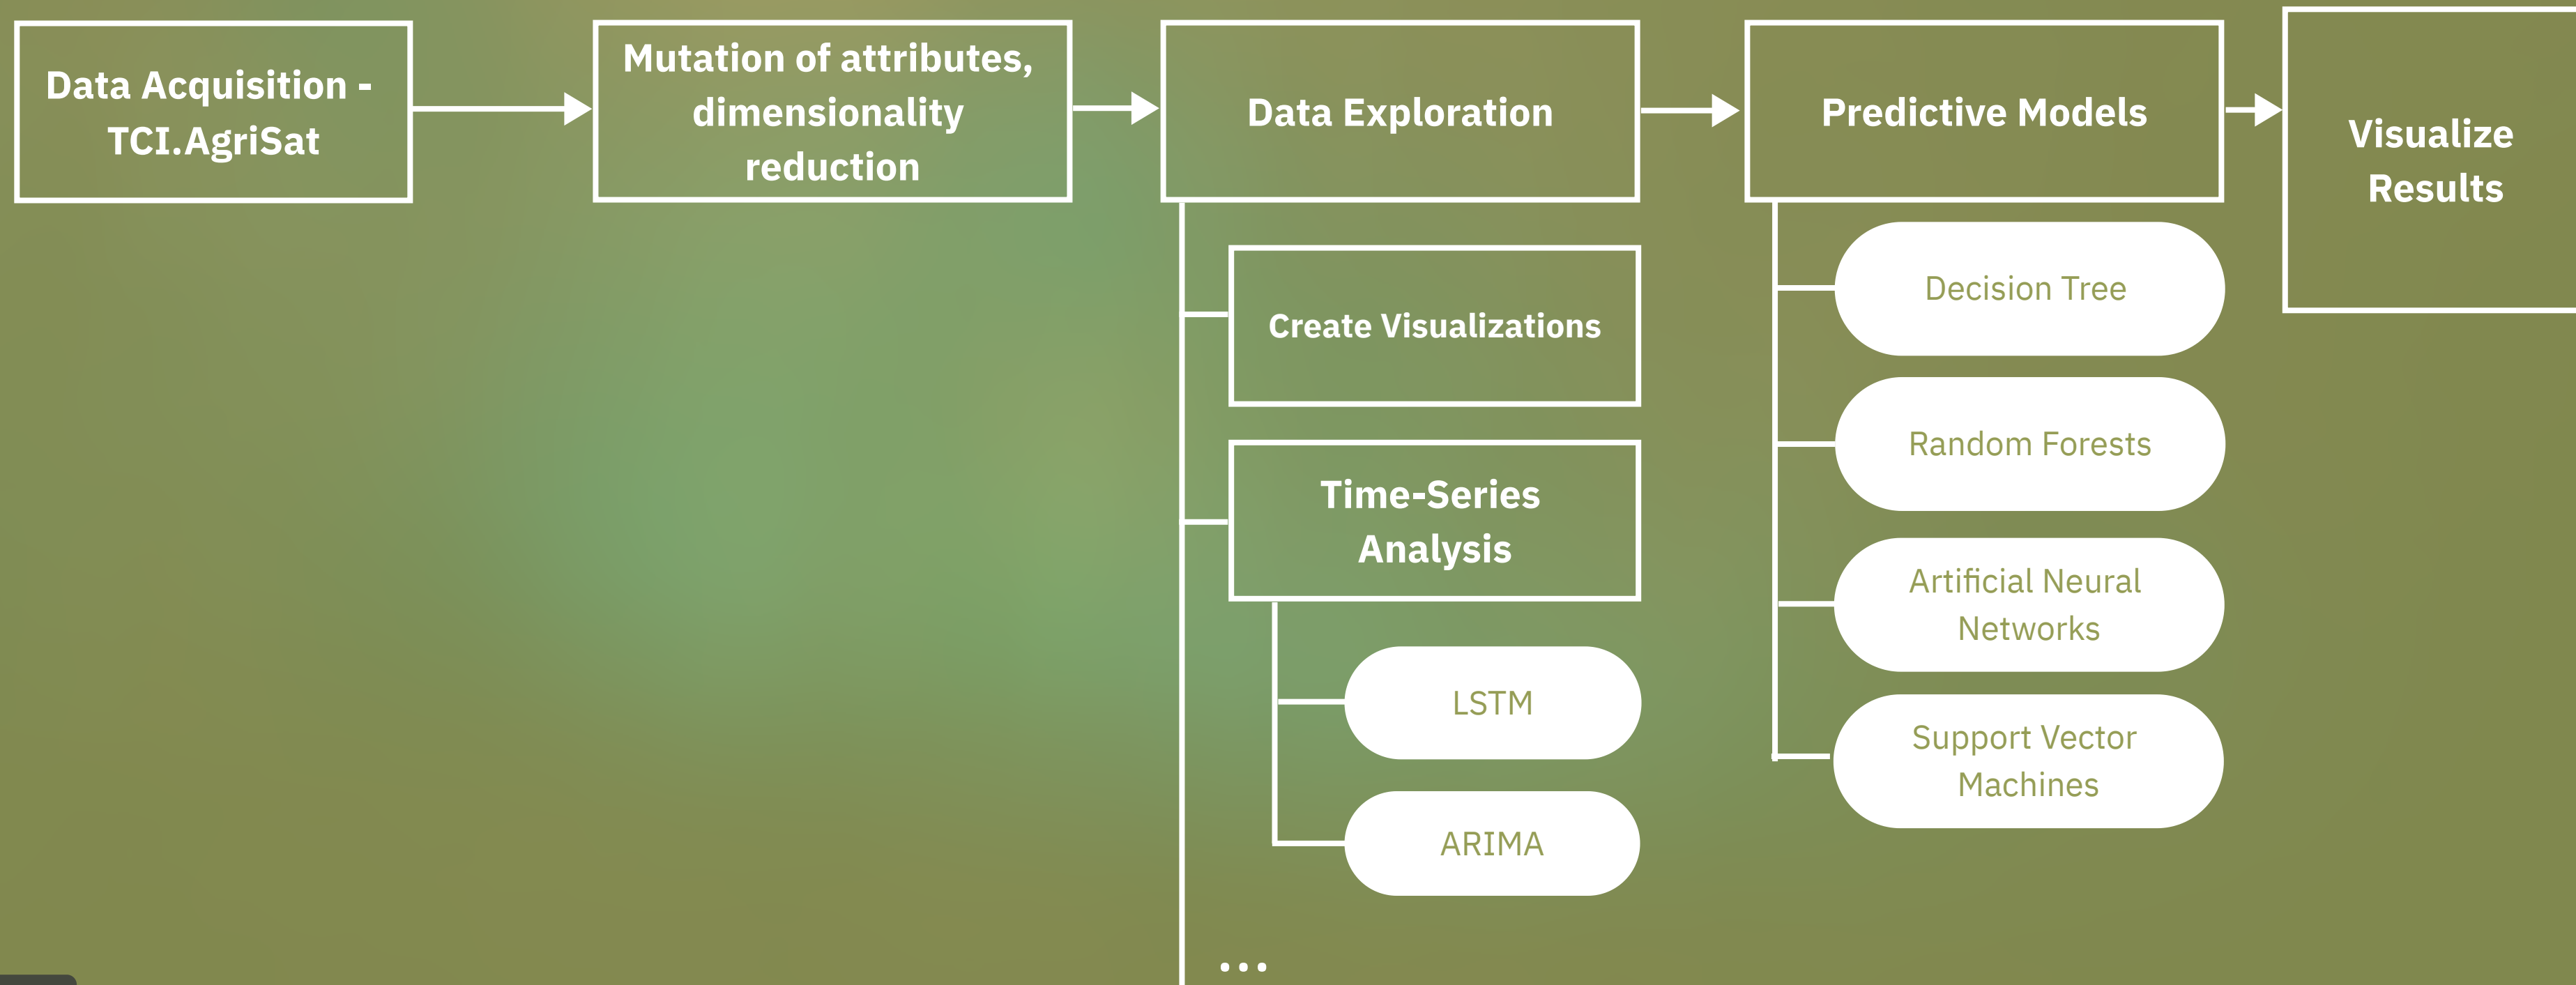 Data Acquisition -
TCI.AgriSat
Mutation of attributes,
dimensionality
reduction
Data Exploration
Create Visualizations
Time-Series
Analysis
LSTM
ARIMA
...
Predictive Models
Decision Tree
Random Forests
Artificial Neural
Networks
Support Vector
Machines
Visualize
Results